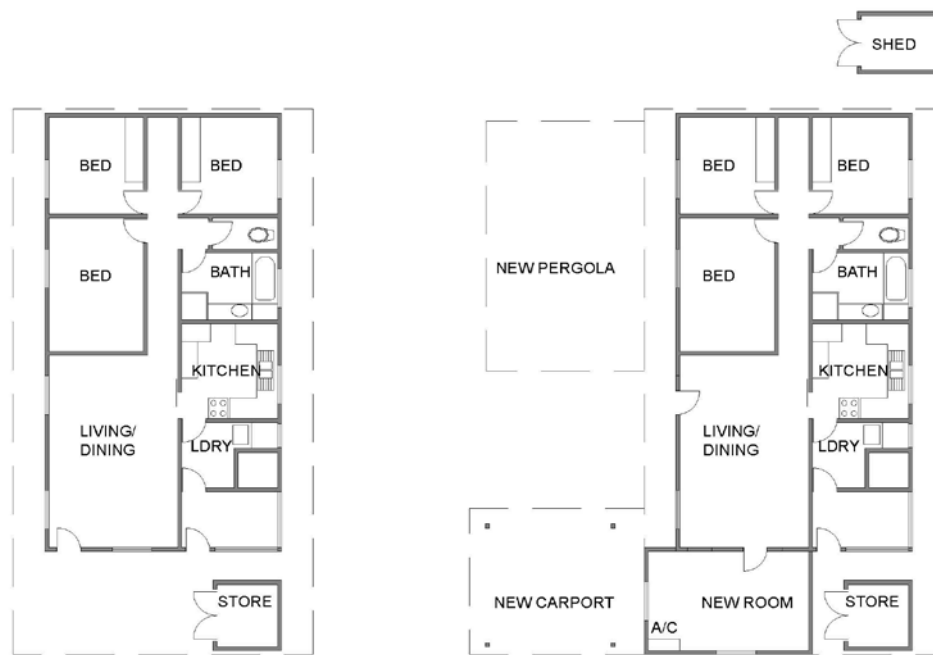 SHED
BED
BED
BED
BATH
KITCHEN
LIVING/
DINING
LDRY
STORE
BED
BED
NEW PERGOLA
BED
BATH
KITCHEN
LIVING/
DINING
LDRY
NEW CARPORT
NEW ROOM
STORE
A/C